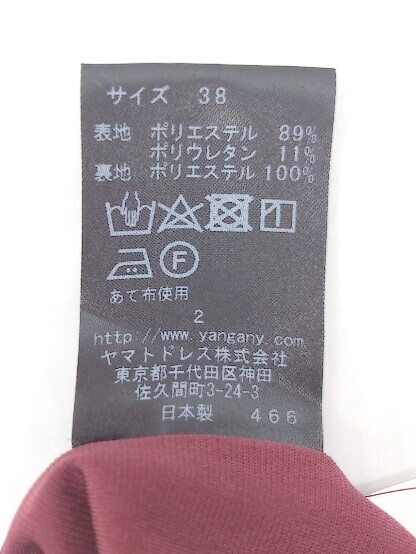 サイズ 38
表地 ポリエステル 89%
ポリウレタン 11%
裏地 ポリエステル 100%
F
あて布使用
2
http://www.yangany.com
ヤマトドレス株式会社
東京都千代田区神田
佐久間町3-24-3
日本製 466